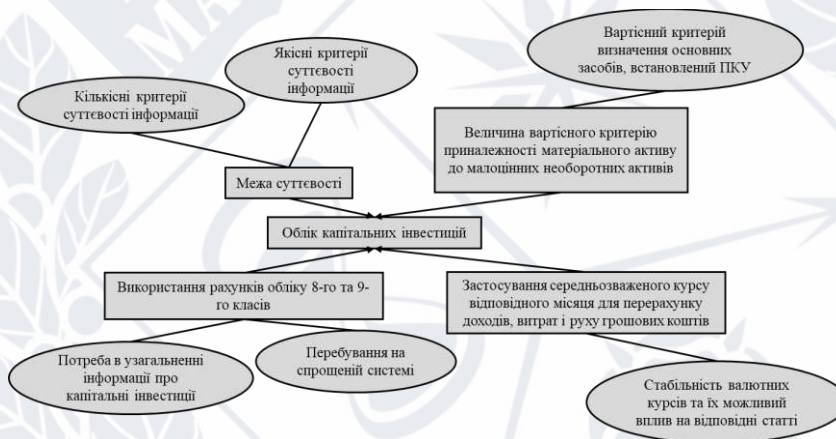 МА
Якісні критерії
суттєвості
інформації
Вартісний критерій
визначення основних
засобів, встановлений ПКУ
Кількісні критерії
суттєвості інформації
Величина вартісного критерію
приналежності матеріального активу
до малоцінних необоротних активів
Межа суттєвості
Облік капітальних інвестицій
Використання рахунків обліку 8-го та 9-
го класів
Застосування середньозваженого курсу
відповідного місяця для перерахунку
доходів, витрат і руху грошових коштів
Потреба в узагальненні
інформації про
капітальні інвестиції
Перебування на
спрощеній системі
Стабільність валютних
курсів та їх можливий
вплив на відповідні статті